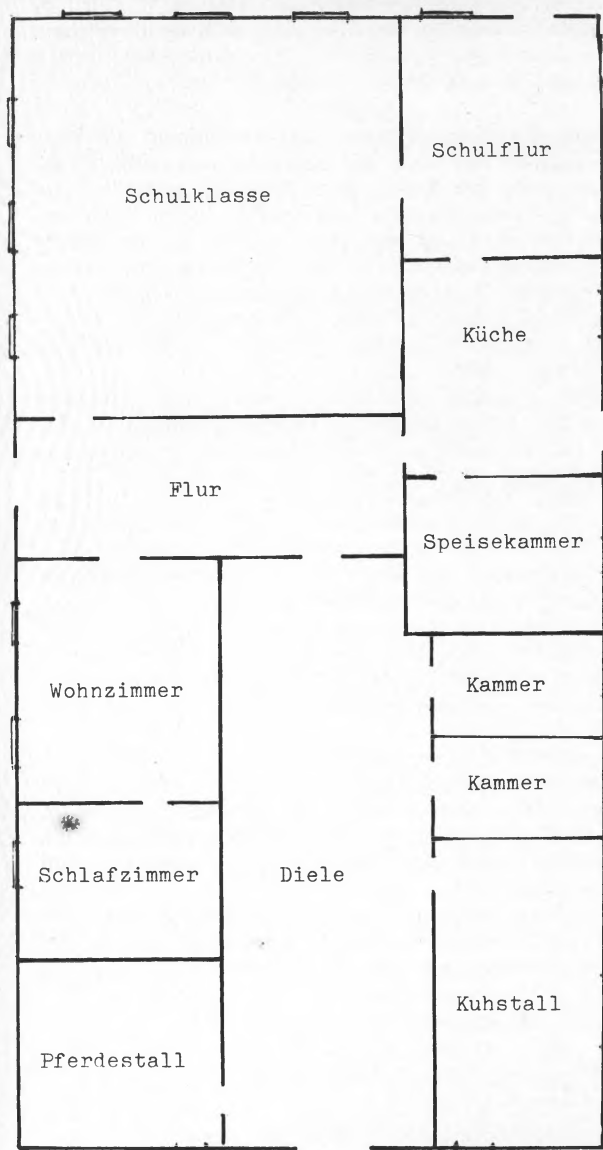 Schulflur
Schulklasse
Küche
Flur
Speisekammer
Wohnzimmer
Kammer
Kammer
Schlafzimmer
Diele
Kuhstall
Pferdestall